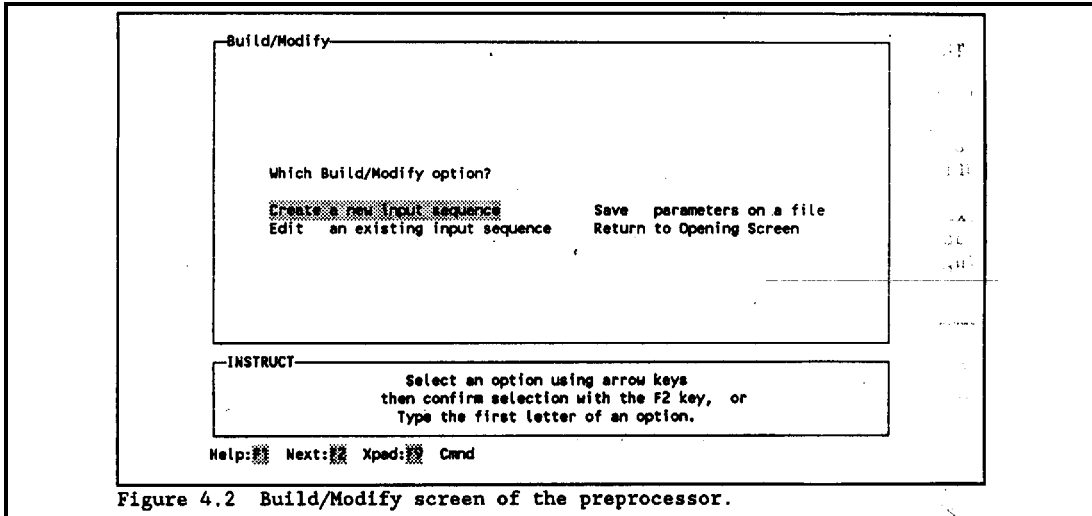 Build/Modify
Which Build/Modify option?
Create a new input sequence Save parameters on a file
Edit an existing input sequence Return to Opening Screen
INSTRUCT
Select an option using arrow keys
then confirm selection with the F2 key, or
Type the first letter of an option.
Help:F1 Next:F2 Xpad:F9 Cmnd
Figure 4.2 Build/Modify screen of the preprocessor.